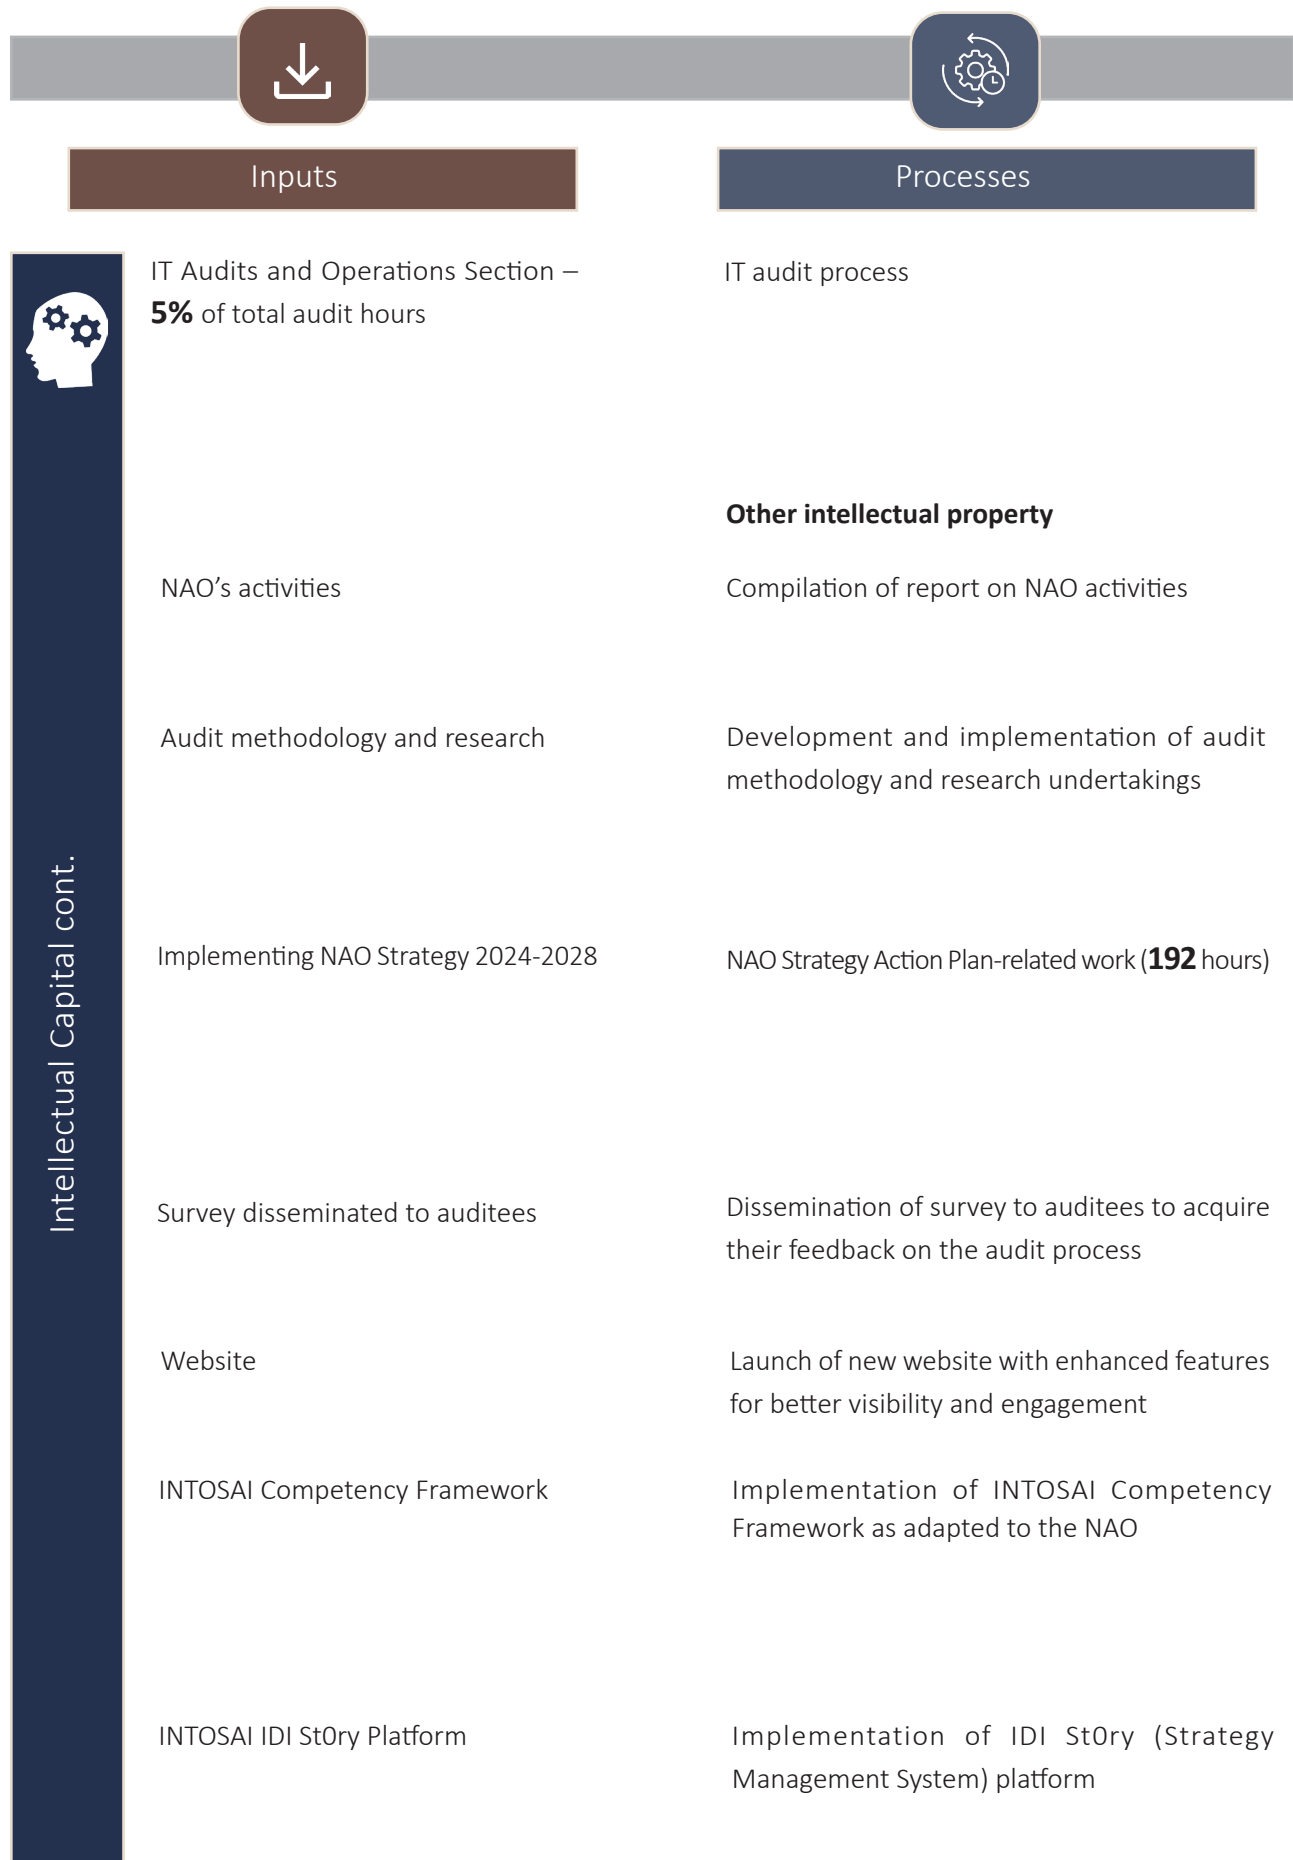 Inputs
Processes
Intellectual Capital cont.
IT Audits and Operations Section –
5% of total audit hours
IT audit process
Other intellectual property
NAO’s activities
Compilation of report on NAO activities
Audit methodology and research
Development and implementation of audit
methodology and research undertakings
Implementing NAO Strategy 2024-2028
NAO Strategy Action Plan-related work (192 hours)
Survey disseminated to auditees
Dissemination of survey to auditees to acquire
their feedback on the audit process
Website
Launch of new website with enhanced features
for better visibility and engagement
INTOSAI Competency Framework
Implementation of INTOSAI Competency
Framework as adapted to the NAO
INTOSAI IDI St0ry Platform
Implementation of IDI St0ry (Strategy
Management System) platform